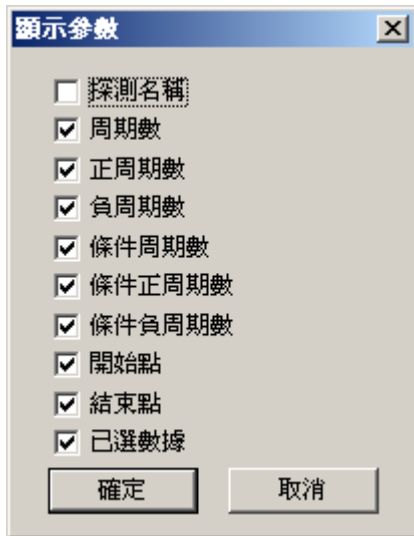 顯示參數
探測名稱
周期數
正周期數
負周期數
條件周期數
條件正周期數
條件負周期數
開始點
結束點
已選數據
確定
取消